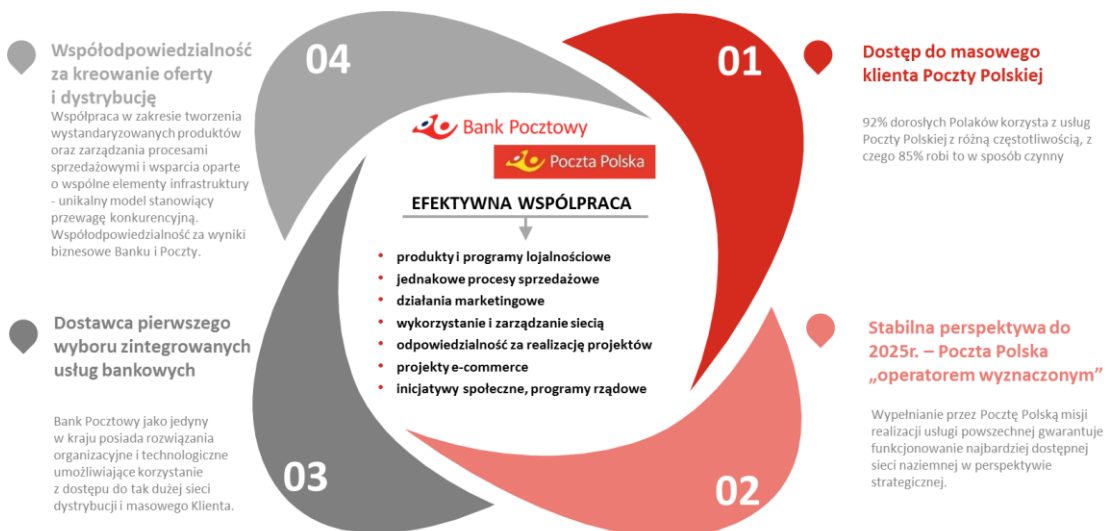 01
Dostęp do masowego
klienta Poczty Polskiej
92% dorosłych Polaków korzysta z usług
Poczty Polskiej z różną częstotliwością, z
czego 85% robi to w sposób czynny
02
Stabilna perspektywa do
2025r. – Poczta Polska
„operatorem wyznaczonym”
Wypełnianie przez Pocztę Polską misji
realizacji usługi powszechnej gwarantuje
funkcjonowanie najbardziej dostępnej
sieci naziemnej w perspektywie
strategicznej.
03
Dostawca pierwszego
wyboru zintegrowanych
usług bankowych
Bank Pocztowy jako jedyny
w kraju posiada rozwiązania
organizacyjne i technologiczne
umożliwiające korzystanie
z dostępu do tak dużej sieci
dystrybucji i masowego Klienta.
04
Współodpowiedzialność
za kreowanie oferty
i dystrybucję
Współpraca w zakresie tworzenia
wystandaryzowanych produktów
oraz zarządzania procesami
sprzedażowymi i wsparcia oparte
o wspólne elementy infrastruktury
- unikalny model stanowiący
przewagę konkurencyjną.
Współodpowiedzialność za wyniki
biznesowe Banku i Poczty.
Bank Pocztowy
Poczta Polska
EFEKTYWNA WSPÓLPRACA
• produkty i programy lojalnościowe
• jednakowe procesy sprzedażowe
• działania marketingowe
• wykorzystanie i zarządzanie siecią
• odpowiedzialność za realizację projektów
• projekty e-commerce
• inicjatywy społeczne, programy rządowe